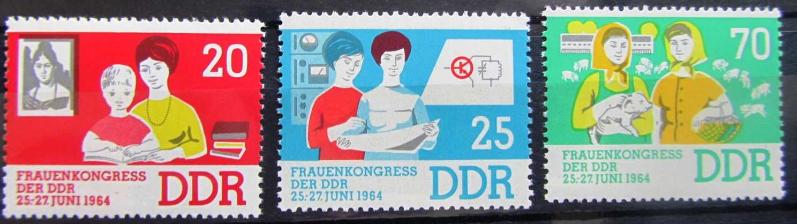 20
FRAUENKONGRESS
DER DDR
25.-27. JUNI 1964
DDR
25
FRAUENKONGRESS
DER DDR
25.-27. JUNI 1964
DDR
70
FRAUENKONGRESS
DER DDR
25.-27. JUNI 1964
DDR